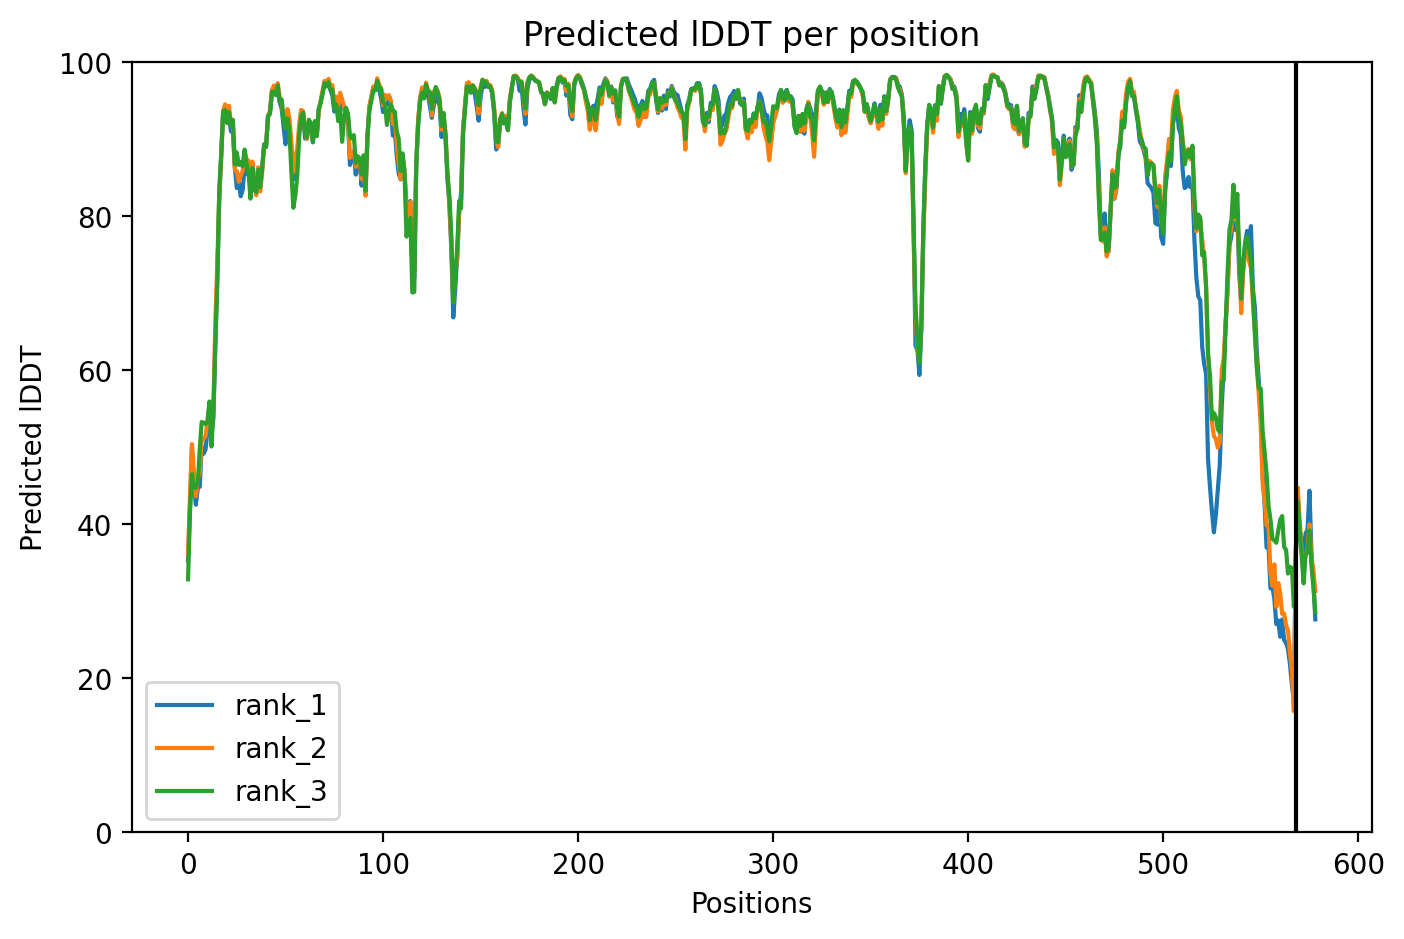 Predicted lDDT per position
100
80
60
40
20
0
Predicted lDDT
rank_1
rank_2
rank_3
0 100 200 300 400 500 600
Positions